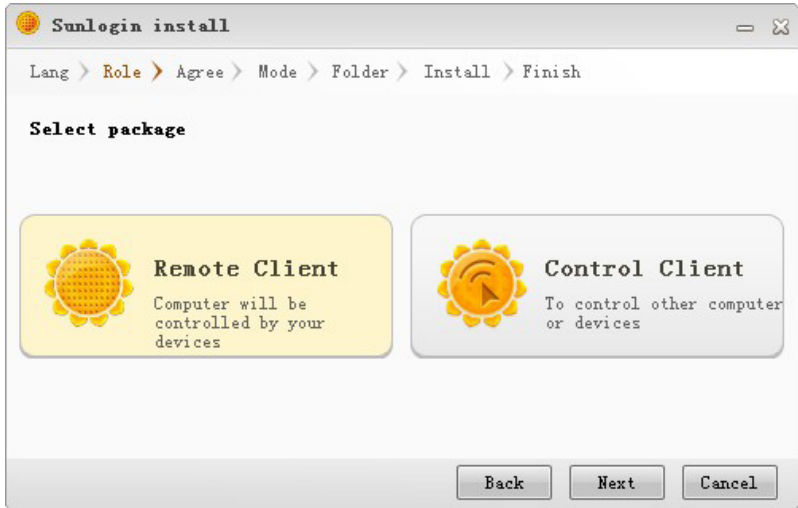 Sunlogin install
Lang > Role > Agree > Mode > Folder > Install > Finish
Select package
Remote Client
Computer will be
controlled by your
devices
Control Client
To control other computer
or devices
Back Next Cancel